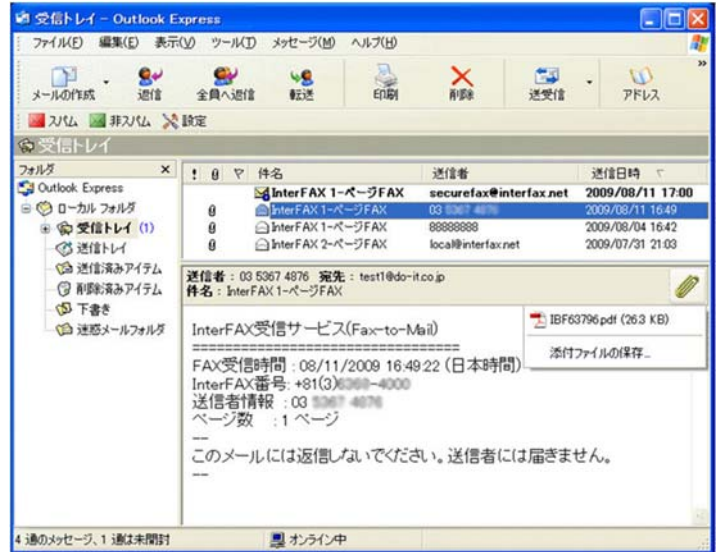 受信トレイ - Outlook Express
ファイル(F) 編集(E) 表示(V) ツール(T) メッセージ(M) ヘルプ(H)
メールの作成 返信 全員へ返信 転送 印刷 削除 送受信 アドレス
スパム 非スパム 設定
受信トレイ
フォルダ
Outlook Express
ローカル フォルダ
受信トレイ (1)
送信トレイ
送信済みアイテム
削除済みアイテム
下書き
迷惑メールフォルダ
件名 送信者 送信日時
InterFAX 1-ページFAX securefax@interfax.net 2009/08/11 17:00
InterFAX 1-ページFAX 03 2009/08/11 16:49
InterFAX 1-ページFAX 88888888 2009/08/04 16:42
InterFAX 2-ページFAX local@interfax.net 2009/07/31 21:03
送信者: 03 5367 4876 宛先: test1@do-it.co.jp
件名: InterFAX 1-ページFAX
IBF63796.pdf (26.3 KB)
添付ファイルの保存...
InterFAX受信サービス(Fax-to-Mail)
================================
FAX受信時間 : 08/11/2009 16:49:22 (日本時間)
InterFAX番号: +81(3) -4000
送信者情報 : 03
ページ数 : 1 ページ
--
このメールには返信しないでください。送信者には届きません。
--
4 通のメッセージ、1 通は未開封
オンライン中